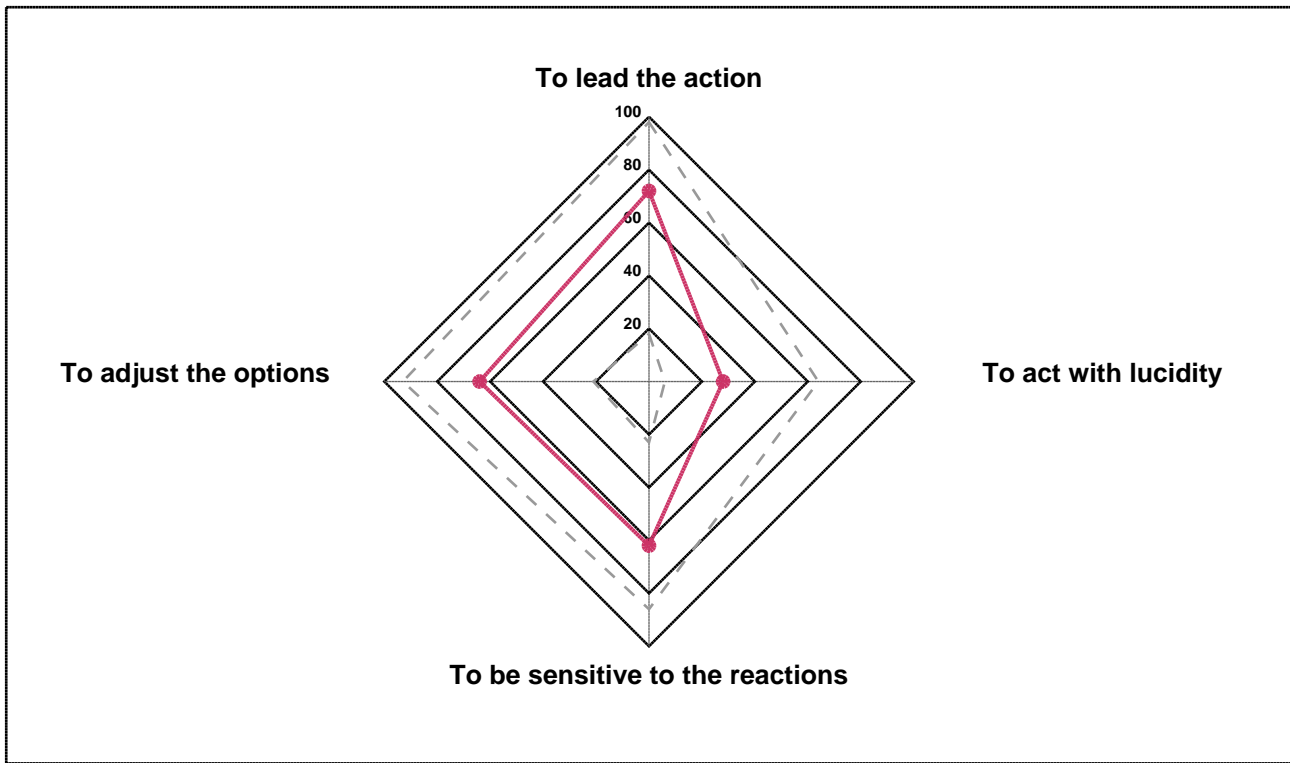 To lead the action
100
80
60
40
20
To adjust the options
To act with lucidity
To be sensitive to the reactions